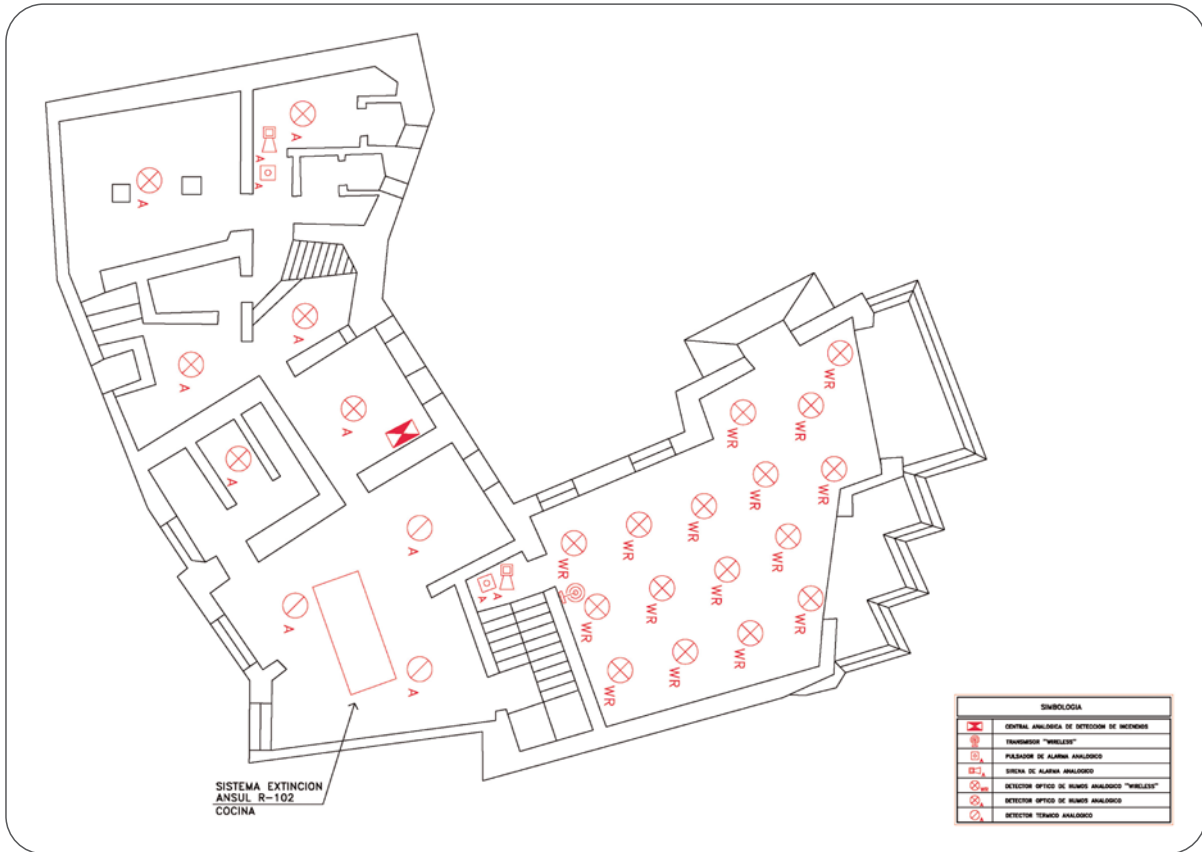 A
A
A
A
A
WR
A
WR
A
WR
A
WR
WR
WR
A
WR
WR
WR
A
A
WR
WR
WR
A
WR
WR
WR
A
WR
SISTEMA EXTINCION
ANSUL R-102
COCINA
SIMBOLOGIA
CENTRAL ANALOGICA DE DETECCION DE INCENDIOS
TRANSMISOR "WIRELESS"
A PULSADOR DE ALARMA ANALOGICO
A SIRENA DE ALARMA ANALOGICO
WR DETECTOR OPTICO DE HUMOS ANALOGICO "WIRELESS"
A DETECTOR OPTICO DE HUMOS ANALOGICO
A DETECTOR TERMICO ANALOGICO